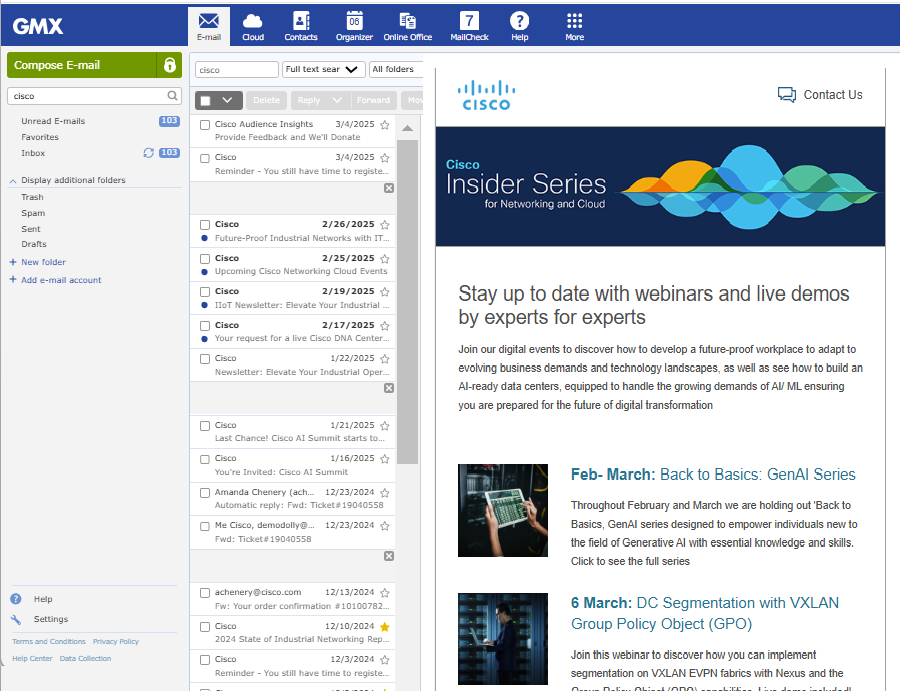 GMX
E-mail
Cloud
Contacts
06
Organizer
Online Office
7
MailCheck
?
Help
More
Compose E-mail
cisco
Unread E-mails 103
Favorites
Inbox 103
Display additional folders
Trash
Spam
Sent
Drafts
+ New folder
+ Add e-mail account
? Help
Settings
Terms and Conditions Privacy Policy
Help Center Data Collection
cisco Full text sear All folders
Delete Reply Forward Mov
Cisco Audience Insights 3/4/2025
Provide Feedback and We'll Donate
Cisco 3/4/2025
Reminder - You still have time to registe...
Cisco 2/26/2025
Future-Proof Industrial Networks with IT...
Cisco 2/25/2025
Upcoming Cisco Networking Cloud Events
Cisco 2/19/2025
IIoT Newsletter: Elevate Your Industrial ...
Cisco 2/17/2025
Your request for a live Cisco DNA Center...
Cisco 1/22/2025
Newsletter: Elevate Your Industrial Oper...
Cisco 1/21/2025
Last Chance! Cisco AI Summit starts to...
Cisco 1/16/2025
You're Invited: Cisco AI Summit
Amanda Chenery (ach... 12/23/2024
Automatic reply: Fwd: Ticket#19040558
Me Cisco, demodolly@... 12/23/2024
Fwd: Ticket#19040558
achenery@cisco.com 12/13/2024
Fw: Your order confirmation #10100782...
Cisco 12/10/2024
2024 State of Industrial Networking Rep...
Cisco 12/3/2024
Reminder - You still have time to registe...
CISCO
Contact Us
Cisco
Insider Series
for Networking and Cloud
Stay up to date with webinars and live demos
by experts for experts
Join our digital events to discover how to develop a future-proof workplace to adapt to
evolving business demands and technology landscapes, as well as see how to build an
AI-ready data centers, equipped to handle the growing demands of AI/ ML ensuring
you are prepared for the future of digital transformation
Feb- March: Back to Basics: GenAI Series
Throughout February and March we are holding out 'Back to
Basics, GenAI series designed to empower individuals new to
the field of Generative AI with essential knowledge and skills.
Click to see the full series
6 March: DC Segmentation with VXLAN
Group Policy Object (GPO)
Join this webinar to discover how you can implement
segmentation on VXLAN EVPN fabrics with Nexus and the
Group Policy Object (GPO) capabilities. Live demo included!